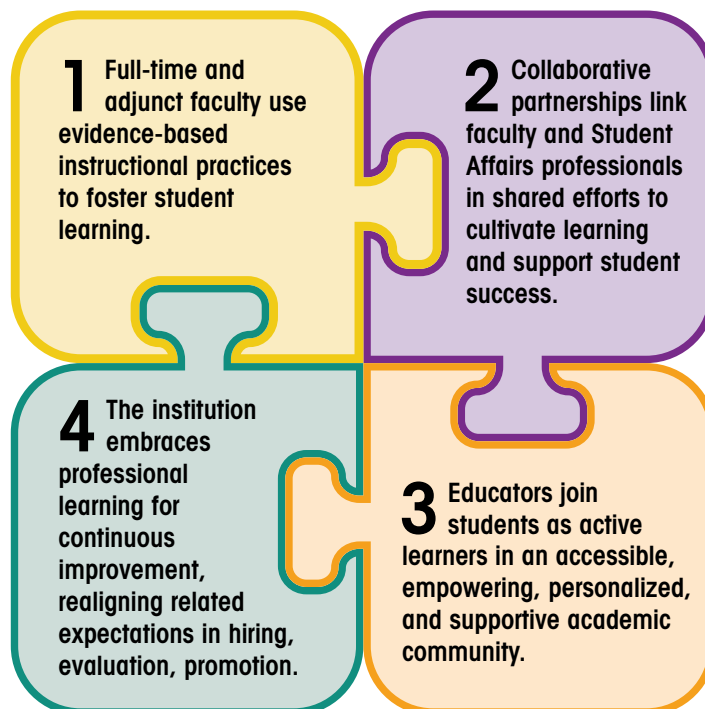 1 Full-time and
adjunct faculty use
evidence-based
instructional practices
to foster student
learning.
2 Collaborative
partnerships link
faculty and Student
Affairs professionals
in shared efforts to
cultivate learning
and support student
success.
3 Educators join
students as active
learners in an accessible,
empowering, personalized,
and supportive academic
community.
4 The institution
embraces
professional
learning for
continuous
improvement,
realigning related
expectations in hiring,
evaluation, promotion.